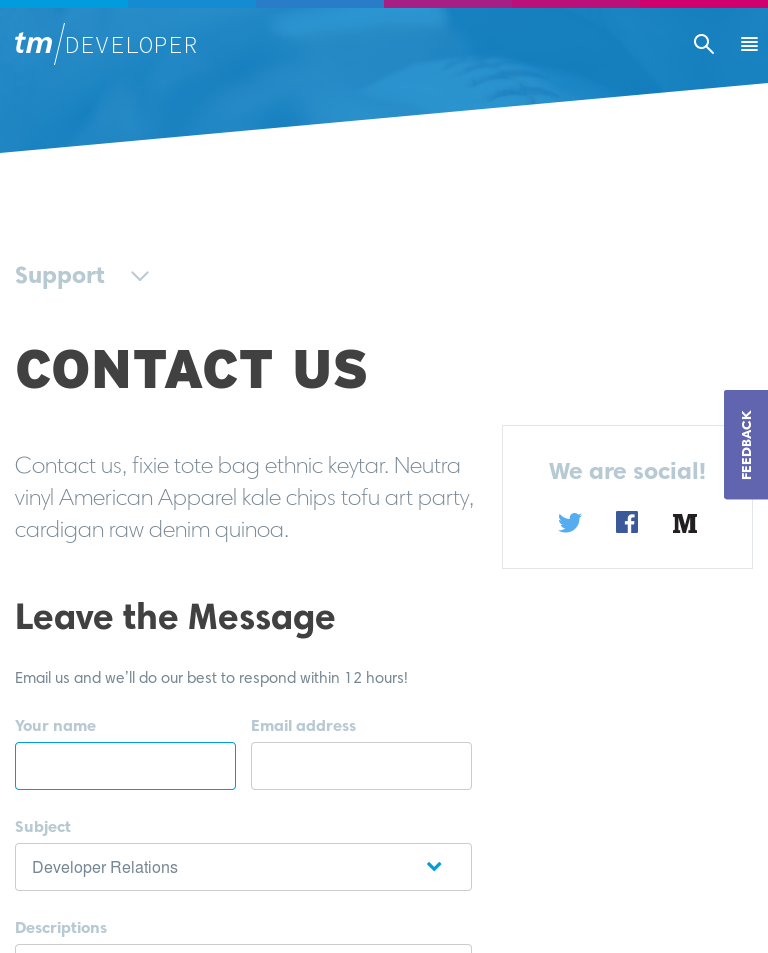 tm/DEVELOPER
Support
CONTACT US
Contact us, fixie tote bag ethnic keytar. Neutra
vinyl American Apparel kale chips tofu art party,
cardigan raw denim quinoa.
We are social!
M
FEEDBACK
Leave the Message
Email us and we’ll do our best to respond within 12 hours!
Your name Email address
Subject
Developer Relations
Descriptions